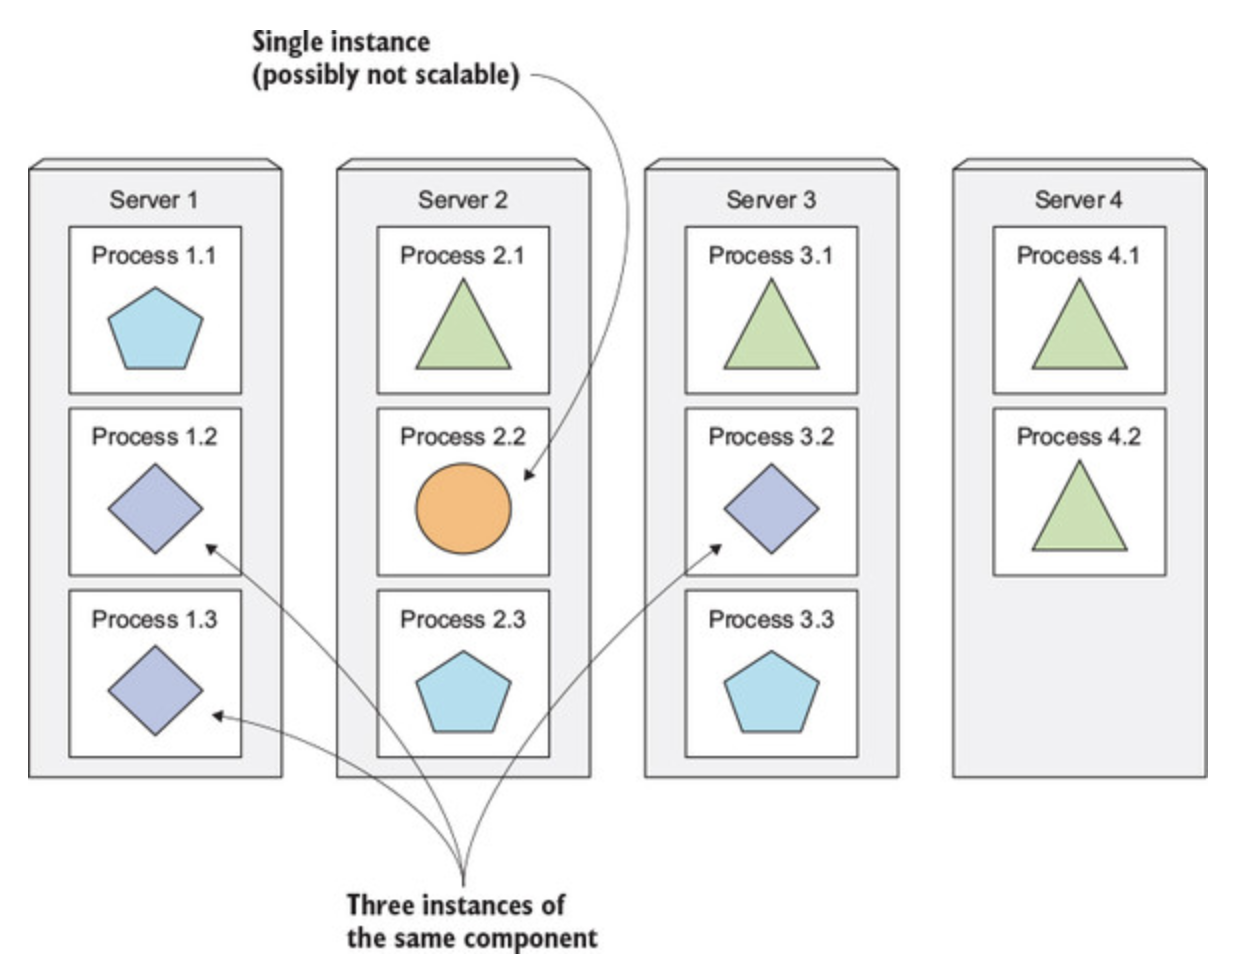 Single instance
(possibly not scalable)
Server 1
Process 1.1
Process 1.2
Process 1.3
Server 2
Process 2.1
Process 2.2
Process 2.3
Server 3
Process 3.1
Process 3.2
Process 3.3
Server 4
Process 4.1
Process 4.2
Three instances of
the same component